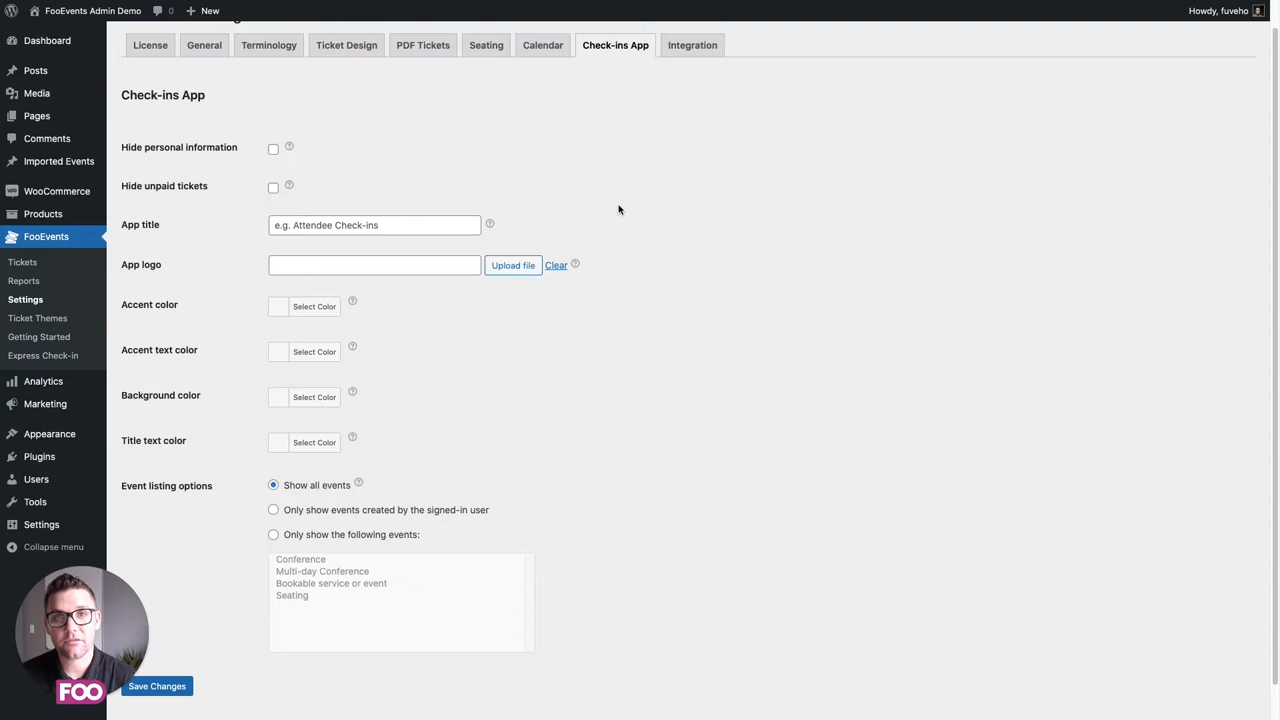 FooEvents Admin Demo
0
New
Howdy, fuveho
Dashboard
Posts
Media
Pages
Comments
Imported Events
WooCommerce
Products
FooEvents
Tickets
Reports
Settings
Ticket Themes
Getting Started
Express Check-in
Analytics
Marketing
Appearance
Plugins
Users
Tools
Settings
Collapse menu
FOO
License
General
Terminology
Ticket Design
PDF Tickets
Seating
Calendar
Check-ins App
Integration
Check-ins App
Hide personal information
Hide unpaid tickets
App title
e.g. Attendee Check-ins
App logo
Upload file
Clear
Accent color
Select Color
Accent text color
Select Color
Background color
Select Color
Title text color
Select Color
Event listing options
Show all events
Only show events created by the signed-in user
Only show the following events:
Conference
Multi-day Conference
Bookable service or event
Seating
Save Changes